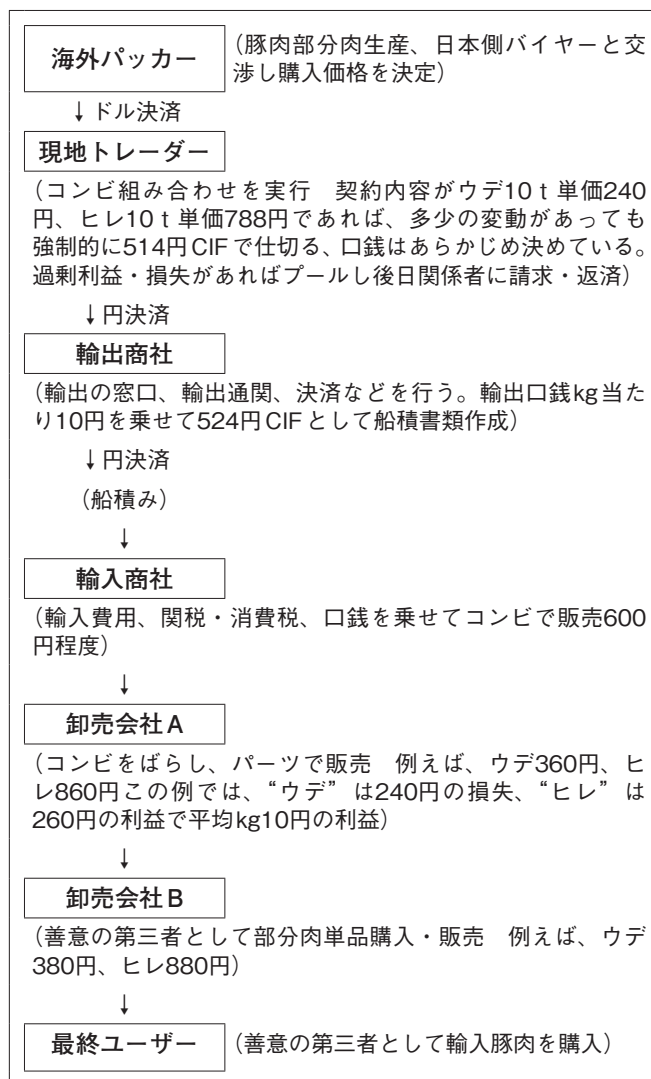 海外パッカー
(豚肉部分肉生産、日本側バイヤーと交
渉し購入価格を決定)
↓ドル決済
現地トレーダー
(コンビ組み合わせを実行　契約内容がウデ10ｔ単価240
円、ヒレ10ｔ単価788円であれば、多少の変動があっても
強制的に514円CIFで仕切る、口銭はあらかじめ決めている。
過剰利益・損失があればプールし後日関係者に請求・返済)
↓円決済
輸出商社
(輸出の窓口、輸出通関、決済などを行う。輸出口銭kg当た
り10円を乗せて524円CIFとして船積書類作成)
↓円決済
(船積み)
↓
輸入商社
(輸入費用、関税・消費税、口銭を乗せてコンビで販売600
円程度)
↓
卸売会社A
(コンビをばらし、パーツで販売　例えば、ウデ360円、ヒ
レ860円この例では、“ウデ”は240円の損失、“ヒレ”は
260円の利益で平均kg10円の利益)
↓
卸売会社B
(善意の第三者として部分肉単品購入・販売　例えば、ウデ
380円、ヒレ880円)
↓
最終ユーザー
(善意の第三者として輸入豚肉を購入)